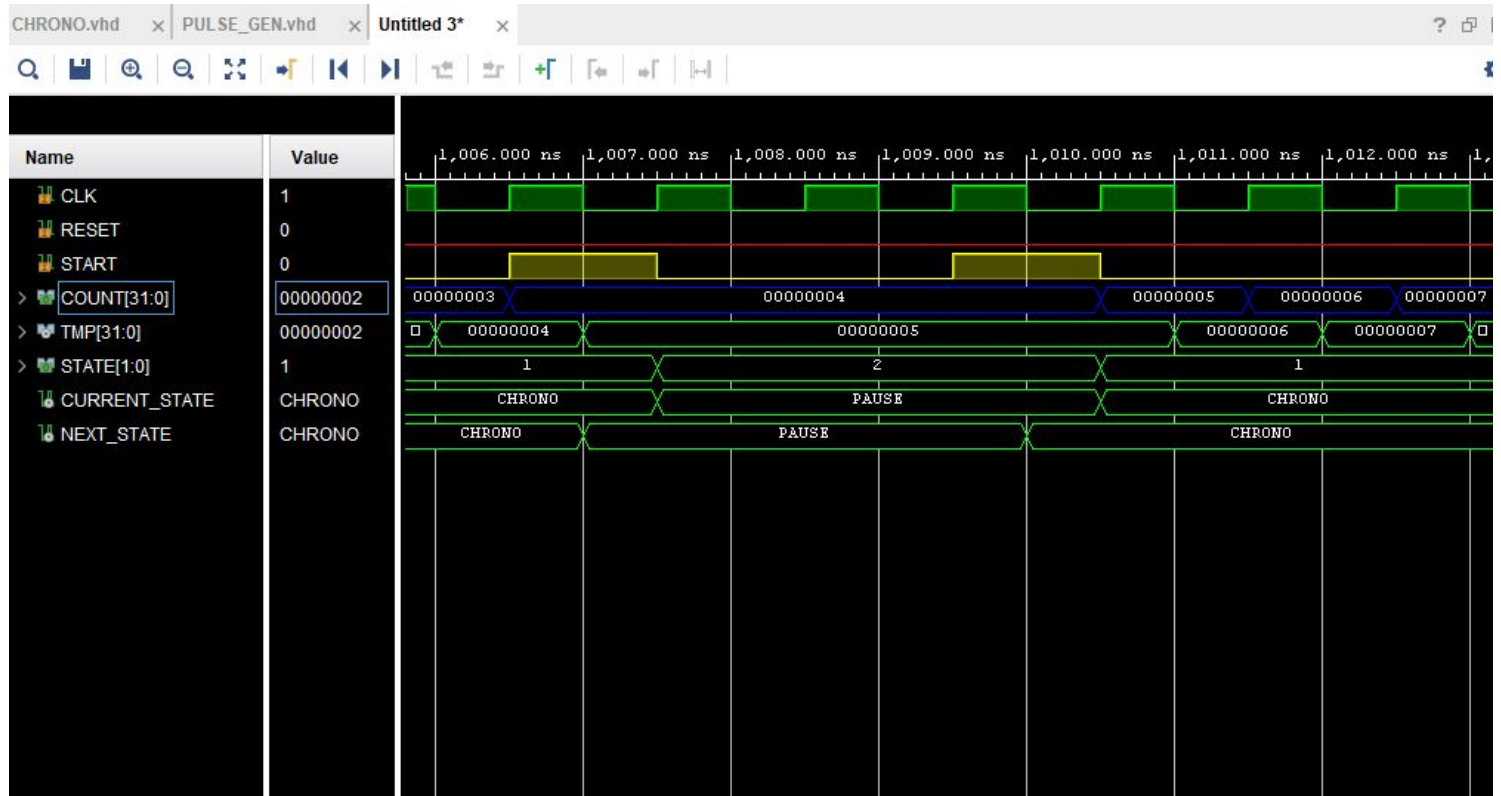 CHRONO.vhd × PULSE_GEN.vhd × Untitled 3* ×
?
Name Value
1,006.000 ns 1,007.000 ns 1,008.000 ns 1,009.000 ns 1,010.000 ns 1,011.000 ns 1,012.000 ns 1,
CLK 1
RESET 0
START 0
COUNT[31:0] 00000002 00000003 00000004 00000005 00000006 00000007
TMP[31:0] 00000002 00000004 00000005 00000006 00000007
STATE[1:0] 1 1 2 1
CURRENT_STATE CHRONO CHRONO PAUSE CHRONO
NEXT_STATE CHRONO CHRONO PAUSE CHRONO